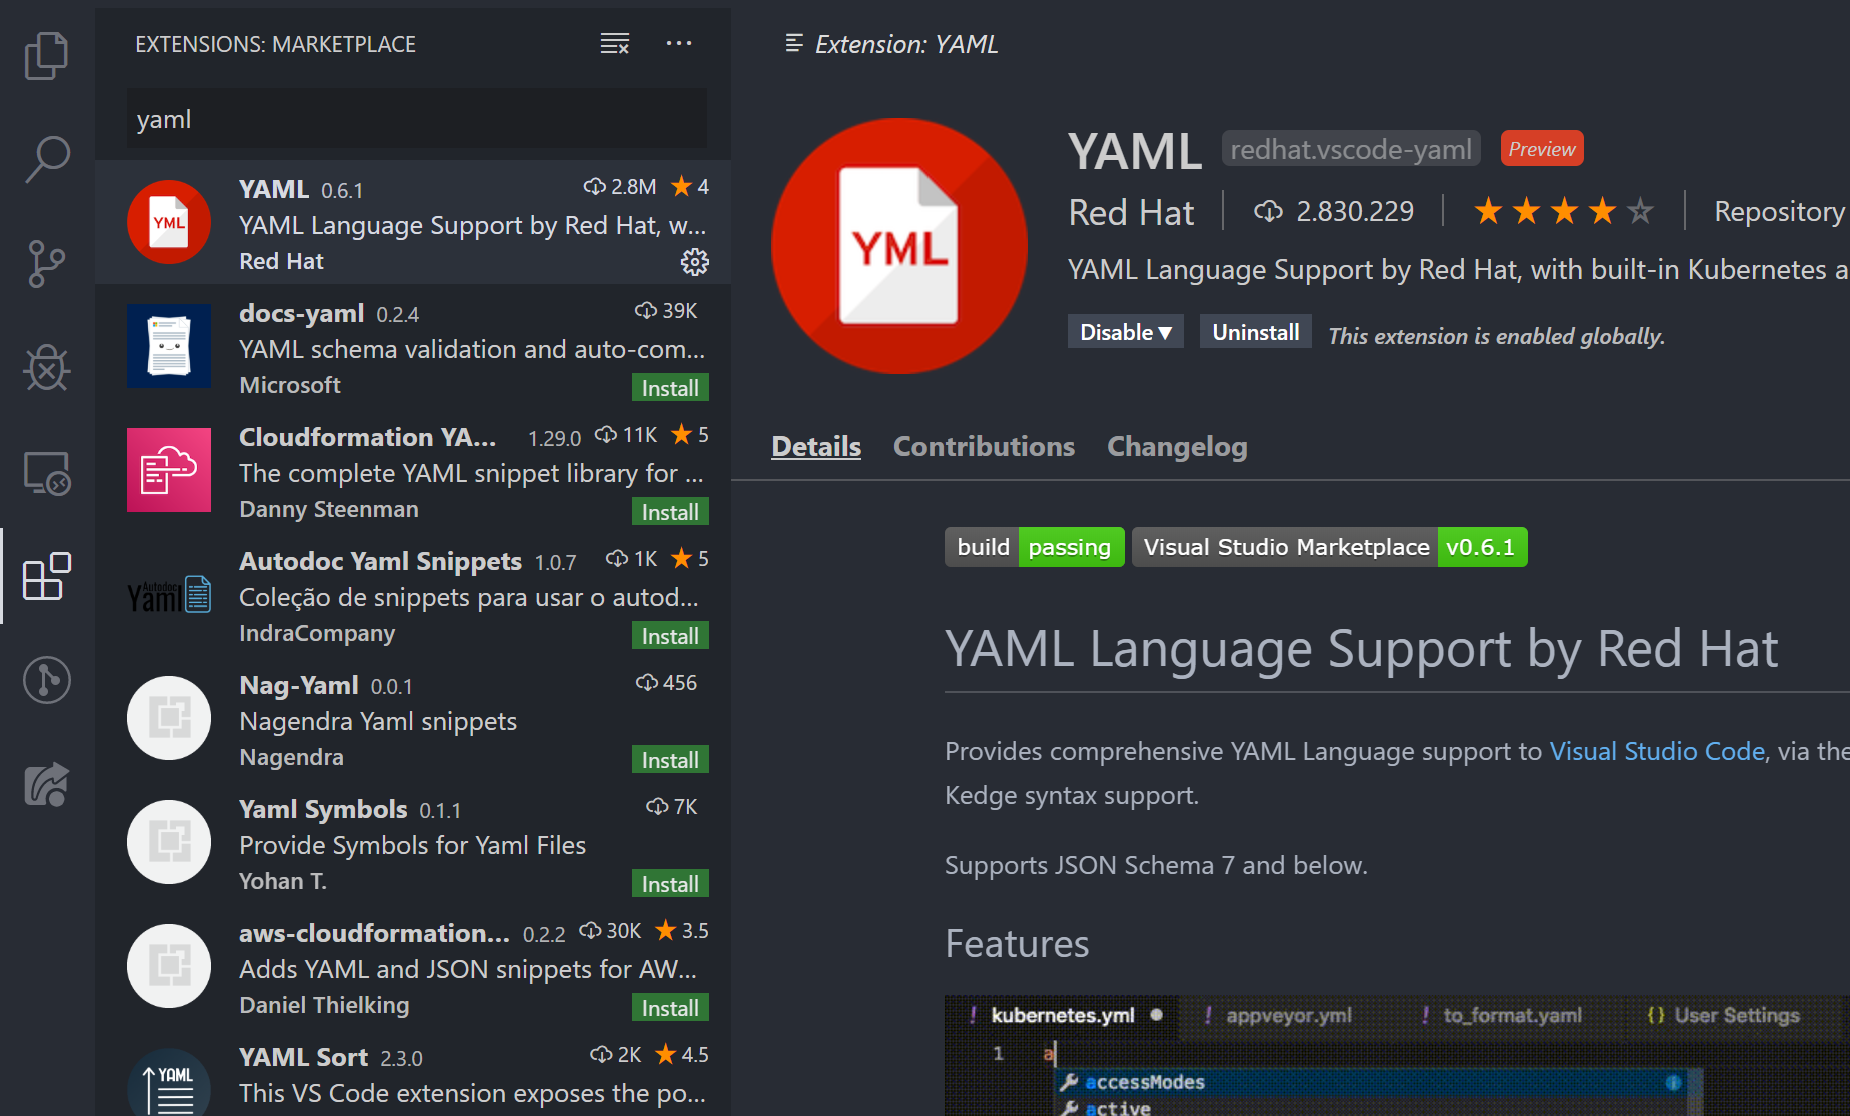 EXTENSIONS: MARKETPLACE
yaml
YML
YAML 0.6.1 2.8M 4
YAML Language Support by Red Hat, w...
Red Hat
docs-yaml 0.2.4 39K
YAML schema validation and auto-com...
Microsoft Install
Cloudformation YA... 1.29.0 11K 5
The complete YAML snippet library for ...
Danny Steenman Install
Autodoc Yaml
Autodoc Yaml Snippets 1.0.7 1K 5
Coleção de snippets para usar o autod...
IndraCompany Install
Nag-Yaml 0.0.1 456
Nagendra Yaml snippets
Nagendra Install
Yaml Symbols 0.1.1 7K
Provide Symbols for Yaml Files
Yohan T. Install
aws-cloudformation... 0.2.2 30K 3.5
Adds YAML and JSON snippets for AW...
Daniel Thielking Install
YAML
YAML Sort 2.3.0 2K 4.5
This VS Code extension exposes the po...
Extension: YAML
YML
YAML redhat.vscode-yaml Preview
Red Hat 2.830.229 Repository
YAML Language Support by Red Hat, with built-in Kubernetes a
Disable Uninstall This extension is enabled globally.
Details Contributions Changelog
build passing Visual Studio Marketplace v0.6.1
YAML Language Support by Red Hat
Provides comprehensive YAML Language support to Visual Studio Code, via the
Kedge syntax support.
Supports JSON Schema 7 and below.
Features
! kubernetes.yml ! appveyor.yml ! to_format.yaml {} User Settings
1 a
accessModes
active